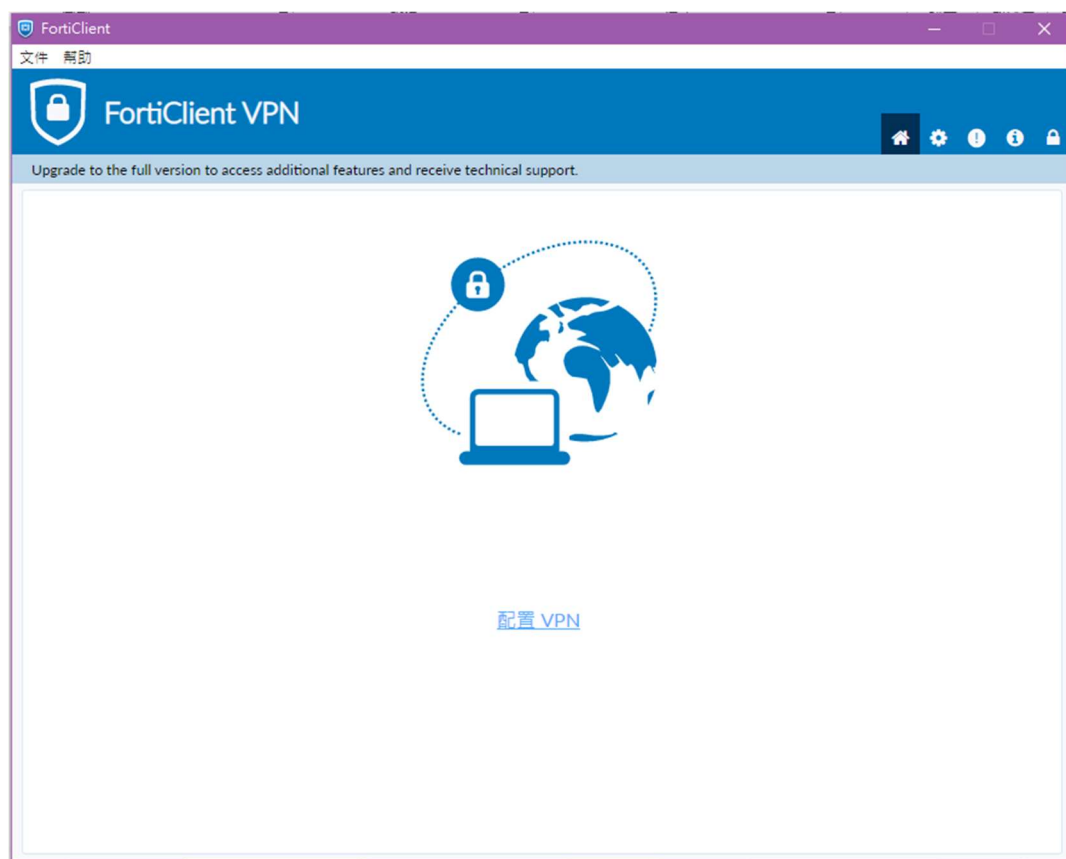 FortiClient
文件 幫助
FortiClient VPN
Upgrade to the full version to access additional features and receive technical support.
配置 VPN